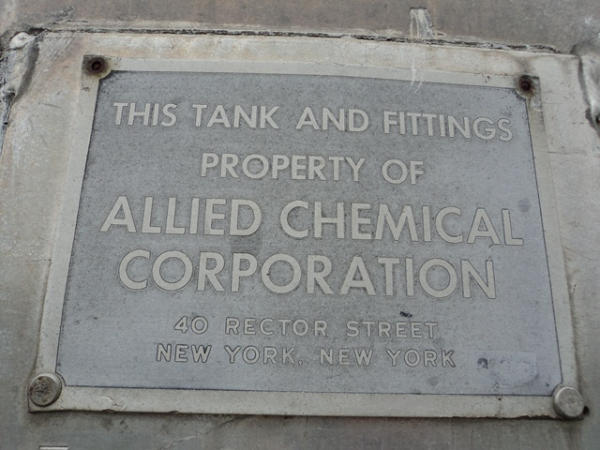 THIS TANK AND FITTINGS
PROPERTY OF
ALLIED CHEMICAL
CORPORATION
40 RECTOR STREET
NEW YORK, NEW YORK